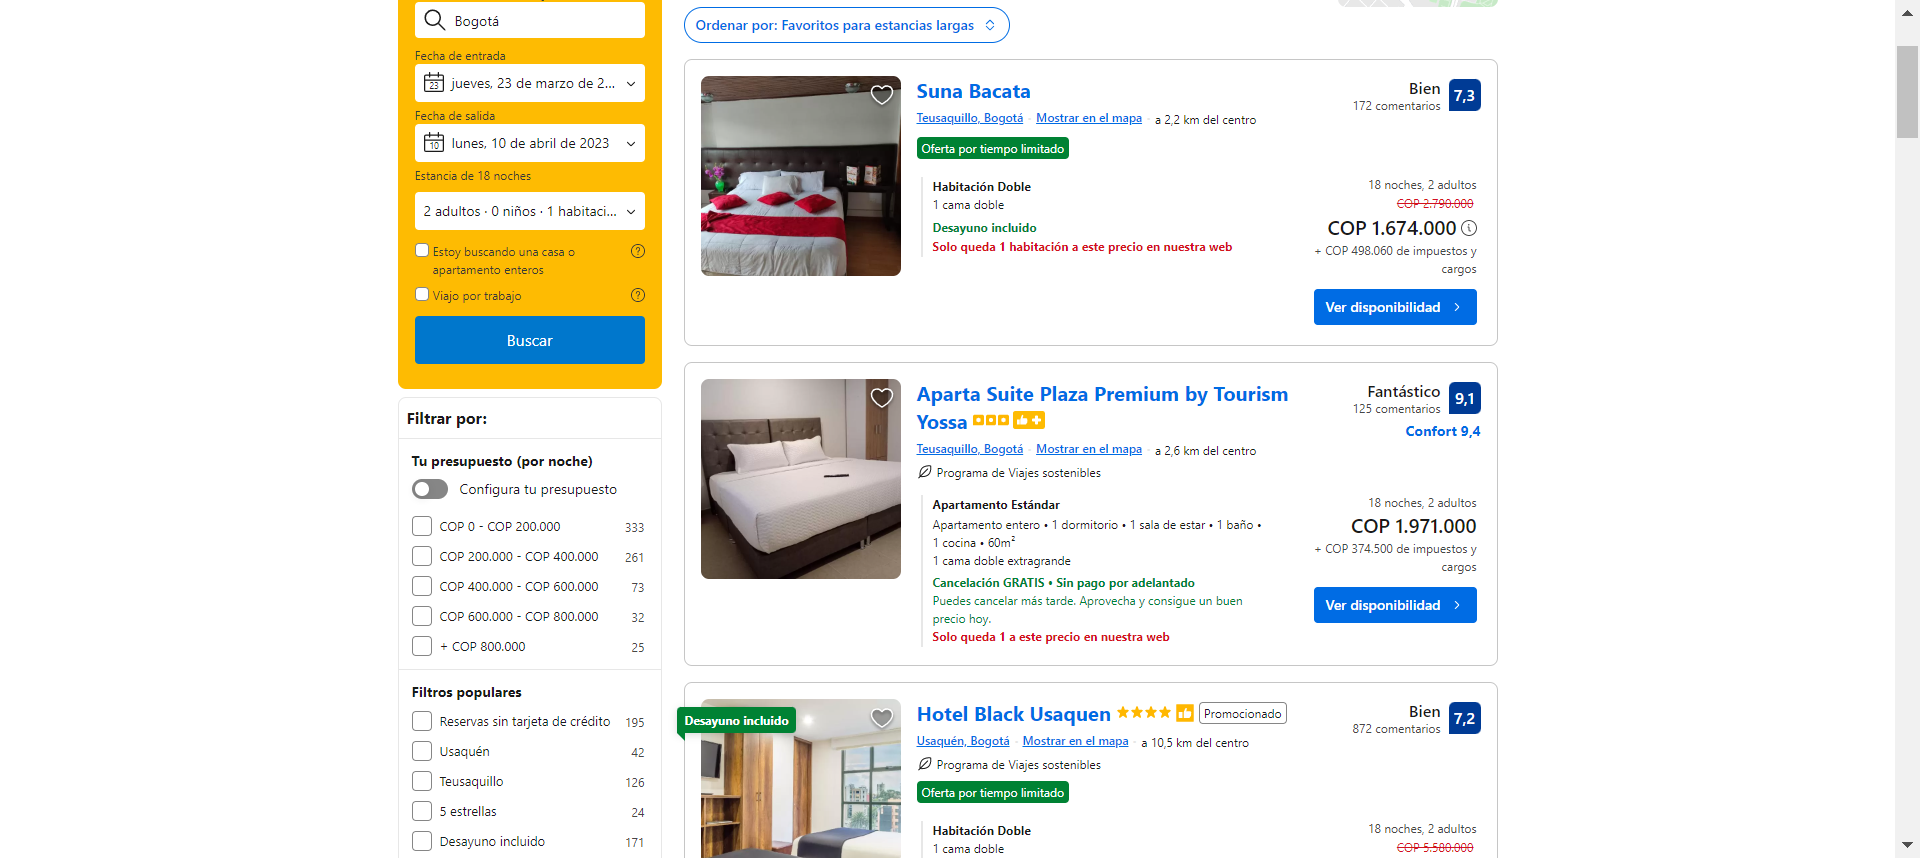 Bogotá
Fecha de entrada
23
jueves, 23 de marzo de 2...
Fecha de salida
10
lunes, 10 de abril de 2023
Estancia de 18 noches
2 adultos · 0 niños · 1 habitaci...
Estoy buscando una casa o
apartamento enteros
Viajo por trabajo
Buscar
Filtrar por:
Tu presupuesto (por noche)
Configura tu presupuesto
COP 0 - COP 200.000 333
COP 200.000 - COP 400.000 261
COP 400.000 - COP 600.000 73
COP 600.000 - COP 800.000 32
+ COP 800.000 25
Filtros populares
Reservas sin tarjeta de crédito 195
Usaquén 42
Teusaquillo 126
5 estrellas 24
Desayuno incluido 171
Ordenar por: Favoritos para estancias largas
Suna Bacata
Teusaquillo, Bogotá · Mostrar en el mapa · a 2,2 km del centro
Oferta por tiempo limitado
Habitación Doble
1 cama doble
Desayuno incluido
Solo queda 1 habitación a este precio en nuestra web
Bien 7,3
172 comentarios
18 noches, 2 adultos
COP 2.790.000
COP 1.674.000
+ COP 498.060 de impuestos y
cargos
Ver disponibilidad
Aparta Suite Plaza Premium by Tourism
Yossa
Teusaquillo, Bogotá · Mostrar en el mapa · a 2,6 km del centro
Programa de Viajes sostenibles
Apartamento Estándar
Apartamento entero • 1 dormitorio • 1 sala de estar • 1 baño •
1 cocina • 60m²
1 cama doble extragrande
Cancelación GRATIS • Sin pago por adelantado
Puedes cancelar más tarde. Aprovecha y consigue un buen
precio hoy.
Solo queda 1 a este precio en nuestra web
Fantástico 9,1
125 comentarios
Confort 9,4
18 noches, 2 adultos
COP 1.971.000
+ COP 374.500 de impuestos y
cargos
Ver disponibilidad
Desayuno incluido
Hotel Black Usaquen Promocionado
Usaquén, Bogotá · Mostrar en el mapa · a 10,5 km del centro
Programa de Viajes sostenibles
Oferta por tiempo limitado
Habitación Doble
1 cama doble
Bien 7,2
872 comentarios
18 noches, 2 adultos
COP 5.580.000